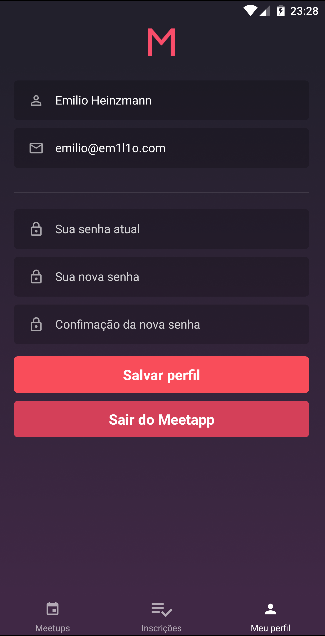 23:28
M
Emilio Heinzmann
emilio@em1l1o.com
Sua senha atual
Sua nova senha
Confimação da nova senha
Salvar perfil
Sair do Meetapp
Meetups
Inscrições
Meu perfil